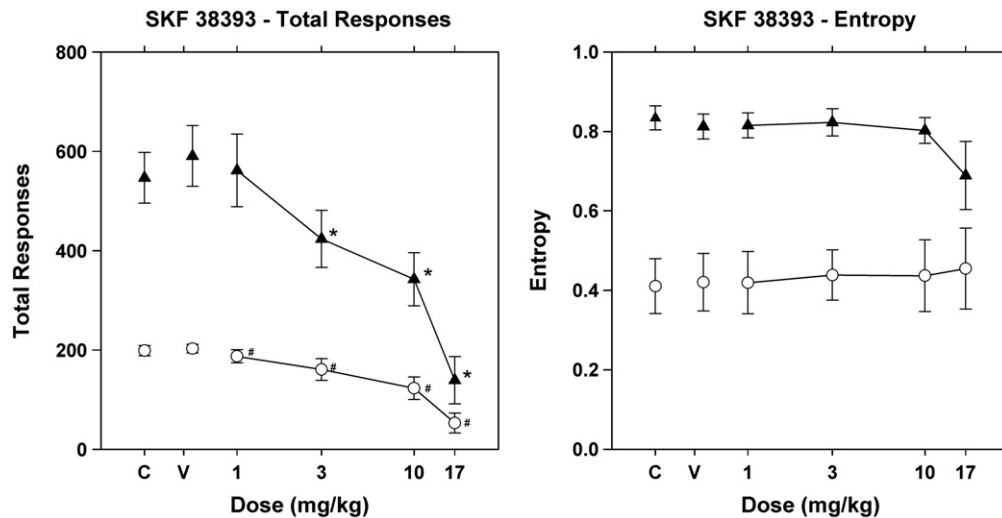 SKF 38393 - Total Responses
800
600
400
200
0
Total Responses
*
*
*
#
#
#
#
C V 1 3 10 17
Dose (mg/kg)
SKF 38393 - Entropy
1.0
0.8
0.6
0.4
0.2
0.0
Entropy
C V 1 3 10 17
Dose (mg/kg)